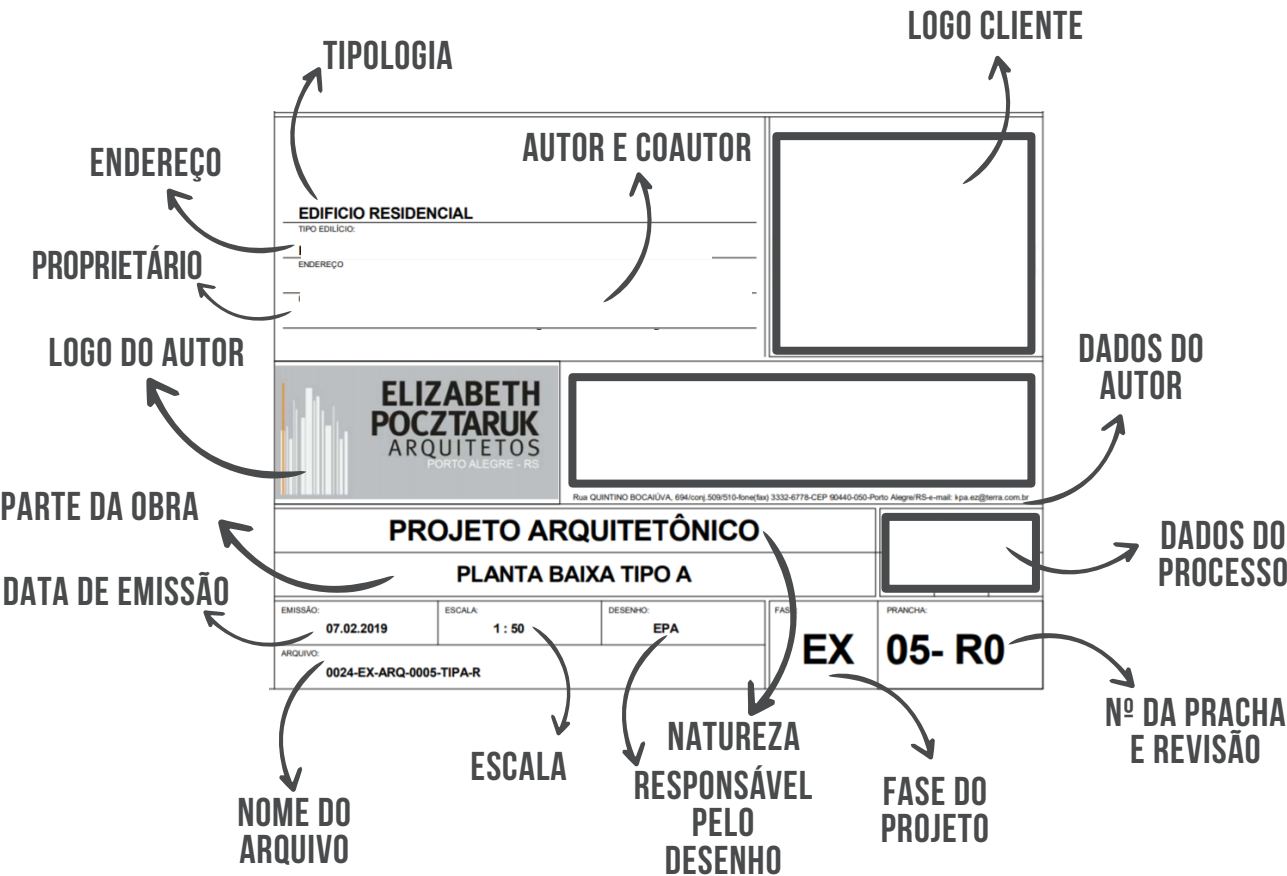 LOGO CLIENTE
TIPOLOGIA
AUTOR E COAUTOR
ENDEREÇO
EDIFICIO RESIDENCIAL
TIPO EDILÍCIO:
PROPRIETÁRIO
ENDEREÇO
LOGO DO AUTOR
DADOS DO
AUTOR
ELIZABETH
POCZTARUK
ARQUITETOS
PORTO ALEGRE - RS
Rua QUINTINO BOCAIÚVA, 694/conj.509/510-fone(fax) 3332-6778-CEP 90440-050-Porto Alegre/RS-e-mail: kpa.ez@terra.com.br
PARTE DA OBRA
PROJETO ARQUITETÔNICO
DADOS DO
PROCESSO
PLANTA BAIXA TIPO A
DATA DE EMISSÃO
EMISSÃO:
07.02.2019
ESCALA:
1 : 50
DESENHO:
EPA
FAS
EX
PRANCHA:
05- R0
ARQUIVO:
0024-EX-ARQ-0005-TIPA-R
Nº DA PRACHA
E REVISÃO
NATUREZA
ESCALA
RESPONSÁVEL
PELO
DESENHO
FASE DO
PROJETO
NOME DO
ARQUIVO